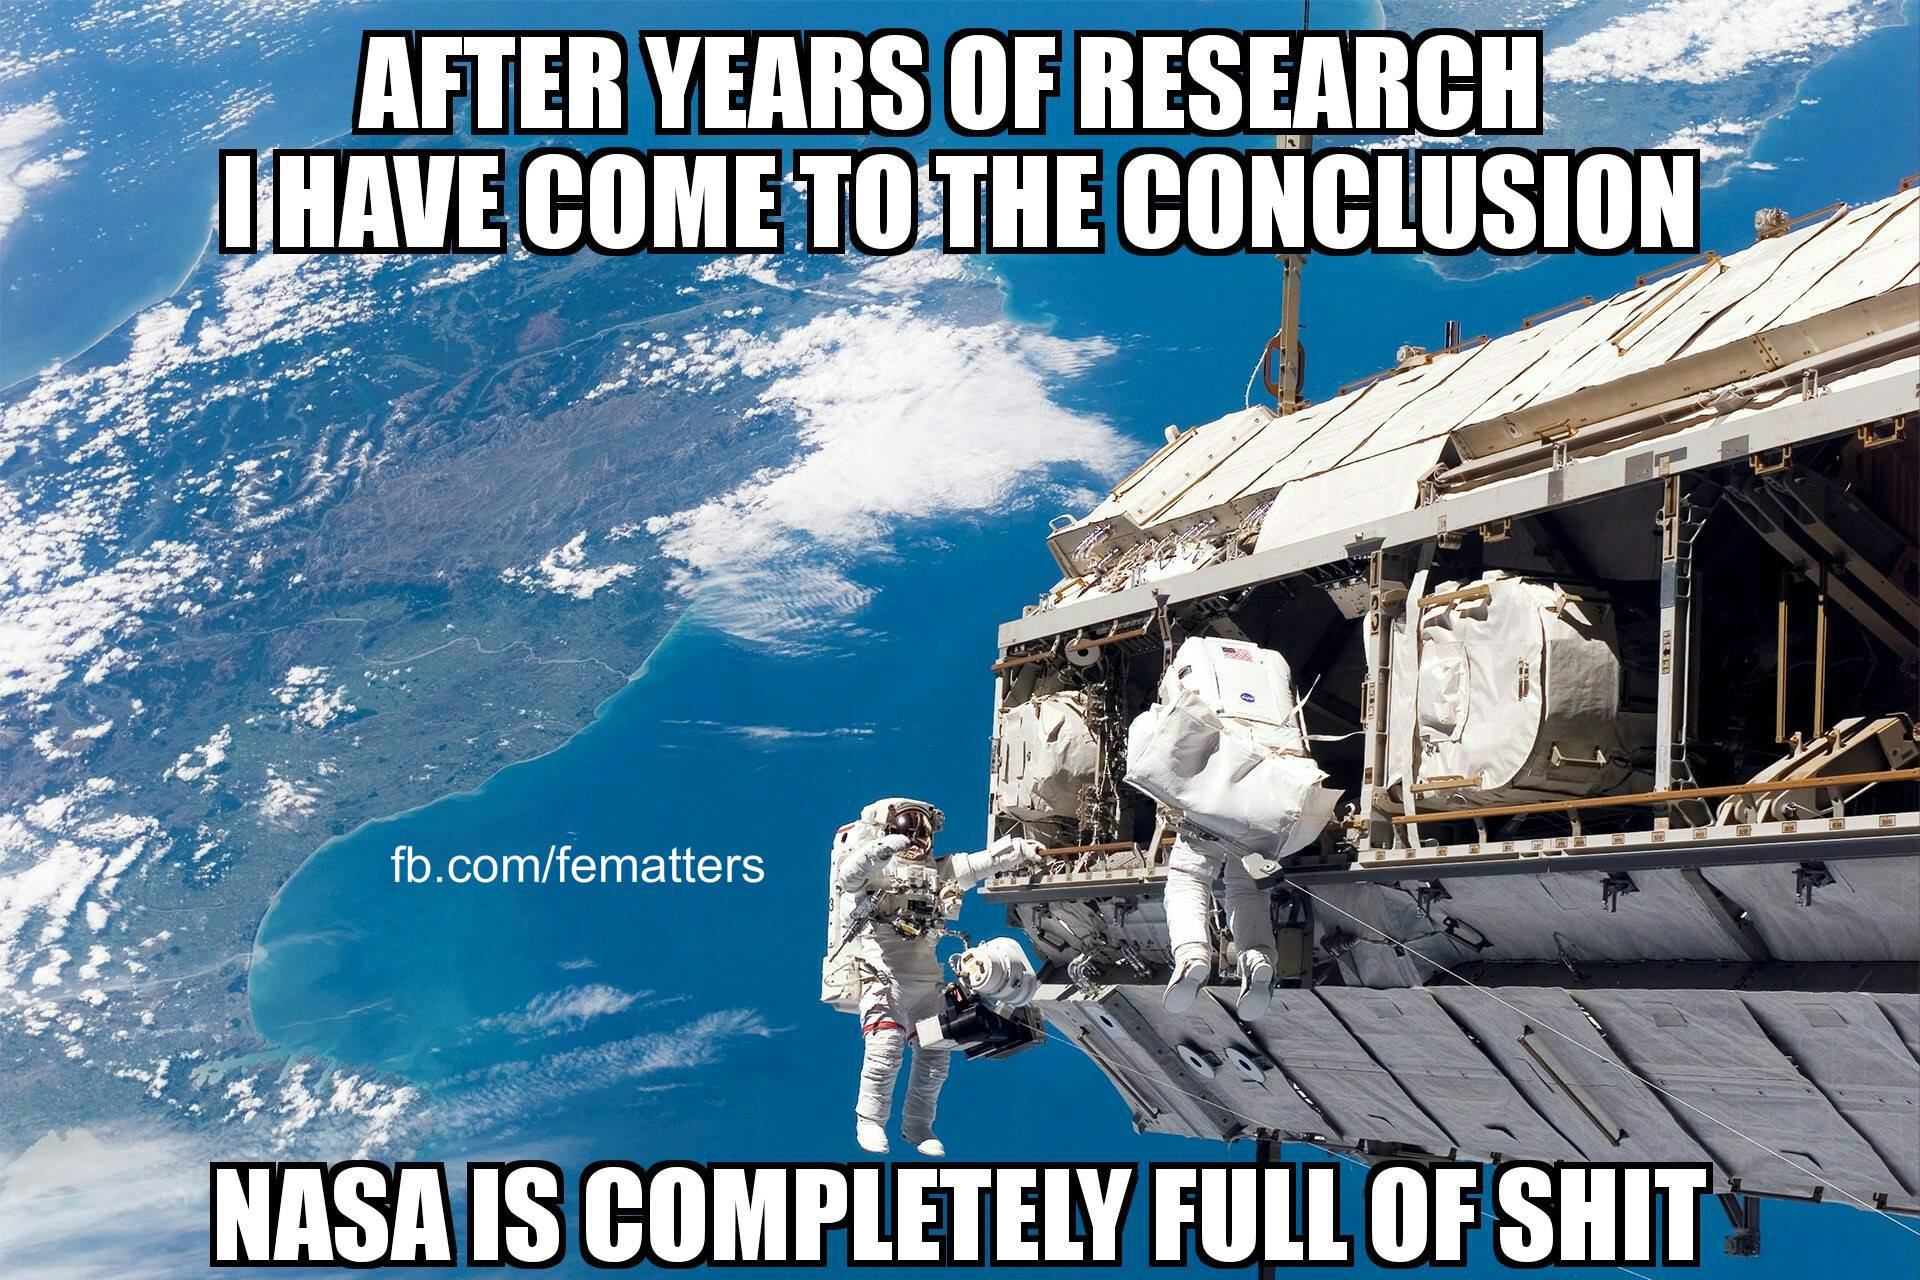 AFTER YEARS OF RESEARCH
I HAVE COME TO THE CONCLUSION
fb.com/fematters
NASA IS COMPLETELY FULL OF SHIT